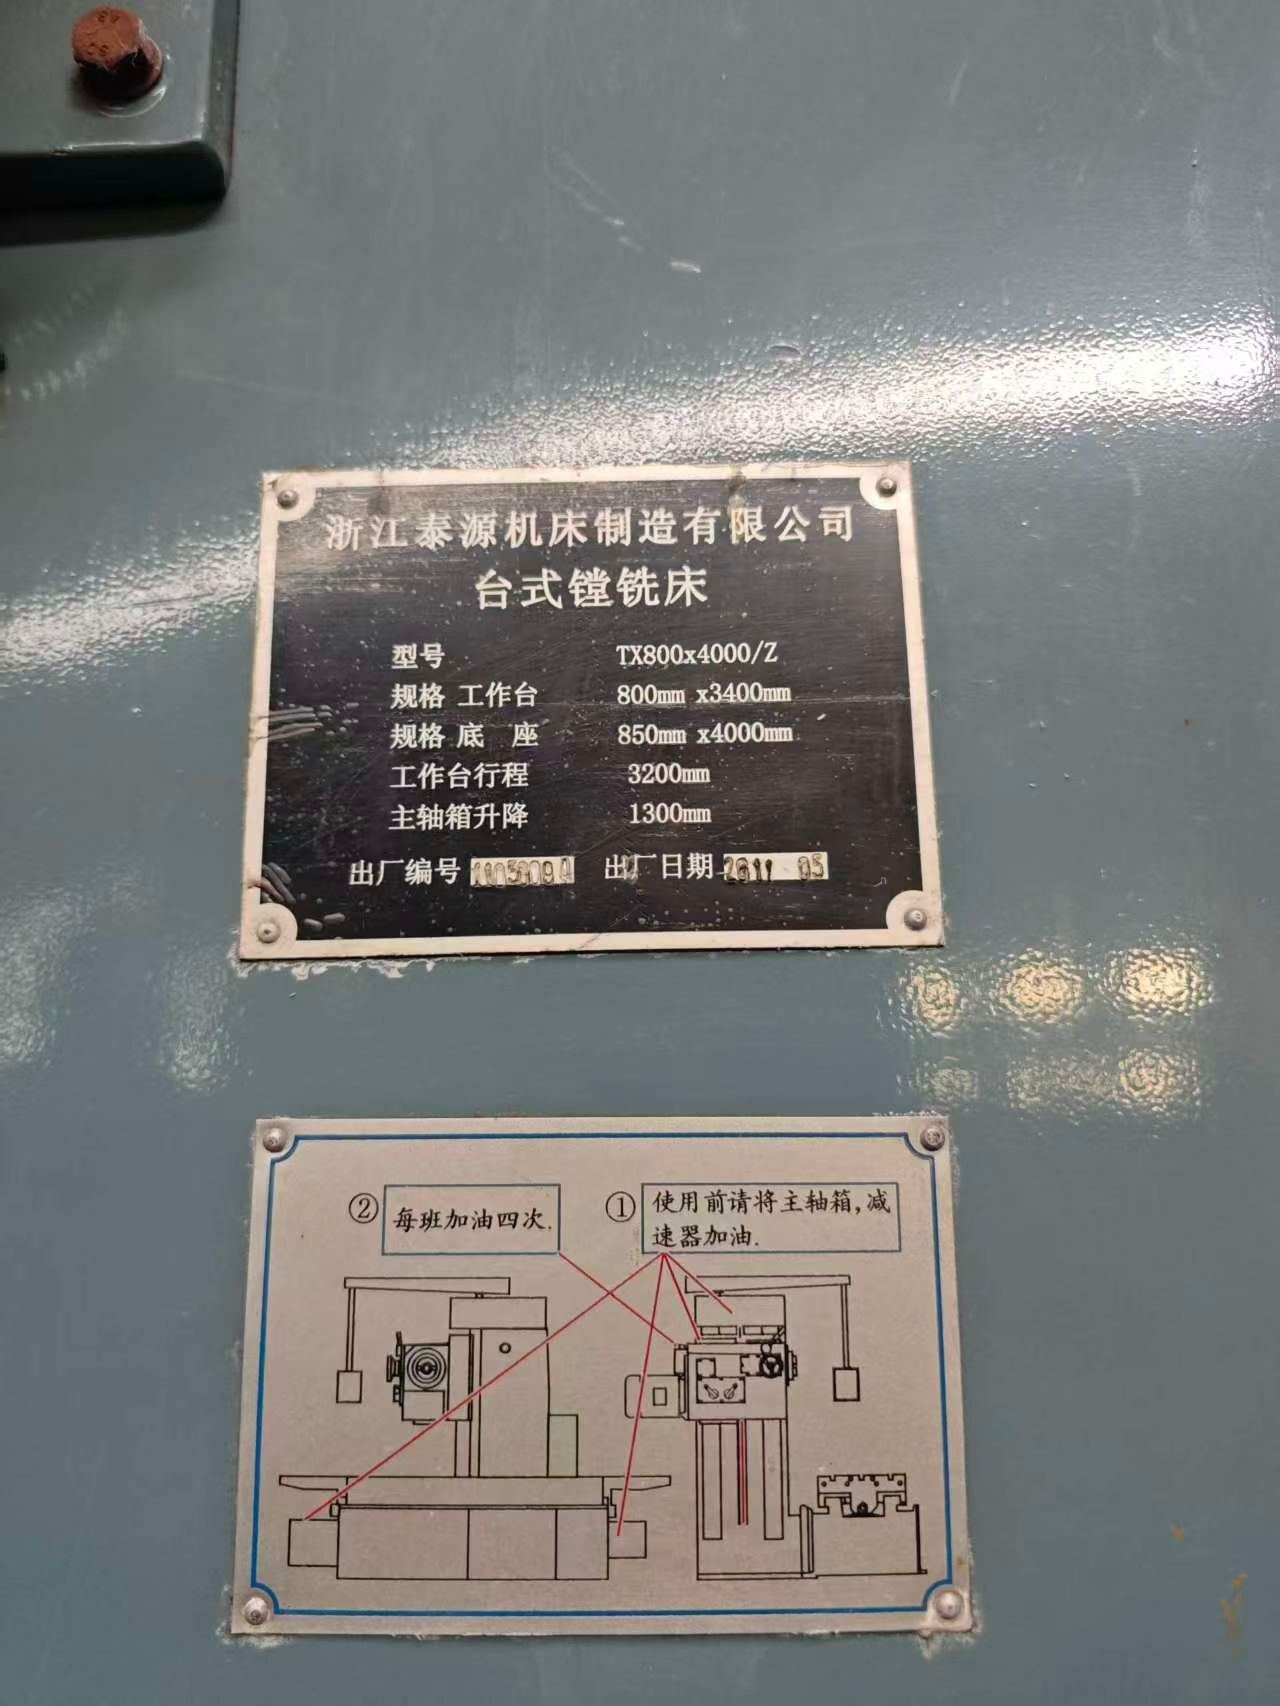 浙江泰源机床制造有限公司
台式镗铣床
型号 TX800x4000/Z
规格 工作台 800mm x3400mm
规格 底 座 850mm x4000mm
工作台行程 3200mm
主轴箱升降 1300mm
出厂编号 出厂日期 2011 05
② 每班加油四次.
① 使用前请将主轴箱,减
速器加油.